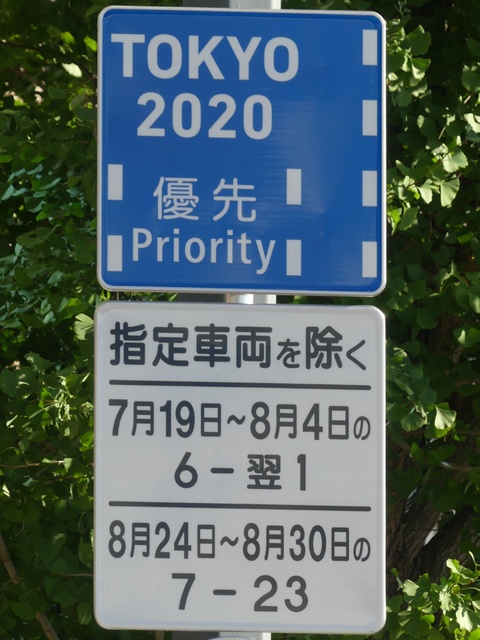 TOKYO
2020
優先
Priority
指定車両を除く
7月19日～8月4日の
6－翌1
8月24日～8月30日の
7－23